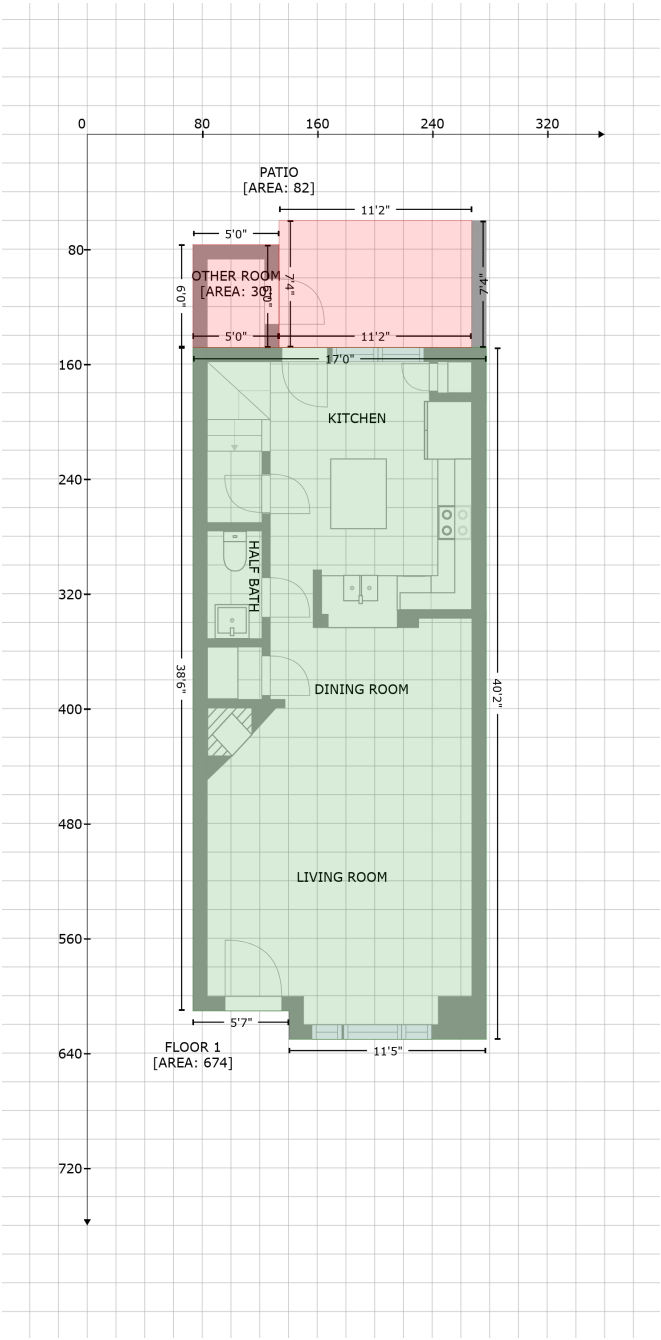 0
80
160
240
320
PATIO
[AREA: 82]
11'2"
5'0"
80
OTHER ROOM
[AREA: 30]
6'0"
6'0"
7'4"
7'4"
5'0"
11'2"
17'0"
160
KITCHEN
240
HALF BATH
320
38'6"
DINING ROOM
40'2"
400
480
LIVING ROOM
560
5'7"
640
FLOOR 1
[AREA: 674]
11'5"
720